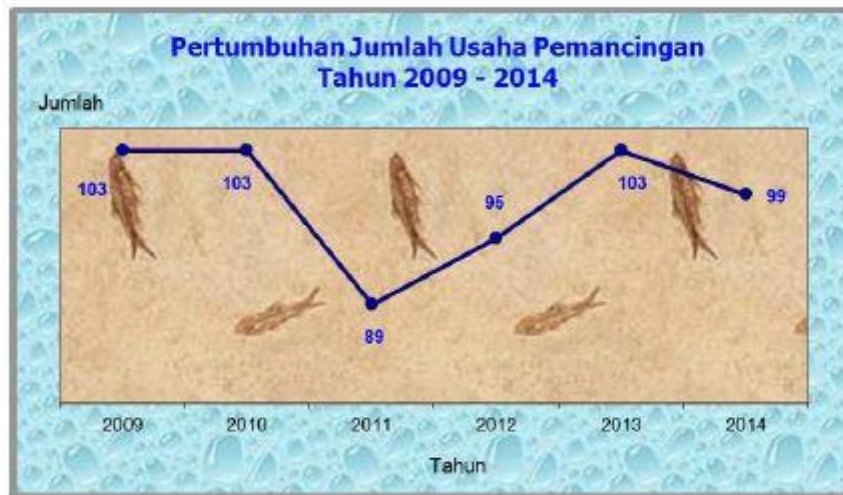 Pertumbuhan Jumlah Usaha Pemancingan
Tahun 2009 - 2014
Jumlah
103
103
89
95
103
99
2009 2010 2011 2012 2013 2014
Tahun